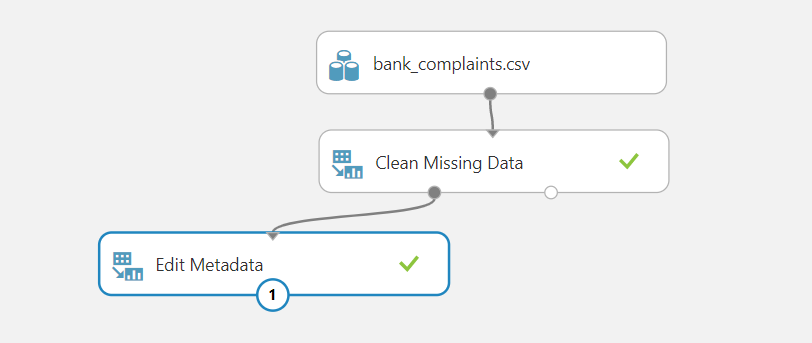 bank_complaints.csv
Clean Missing Data
Edit Metadata
1